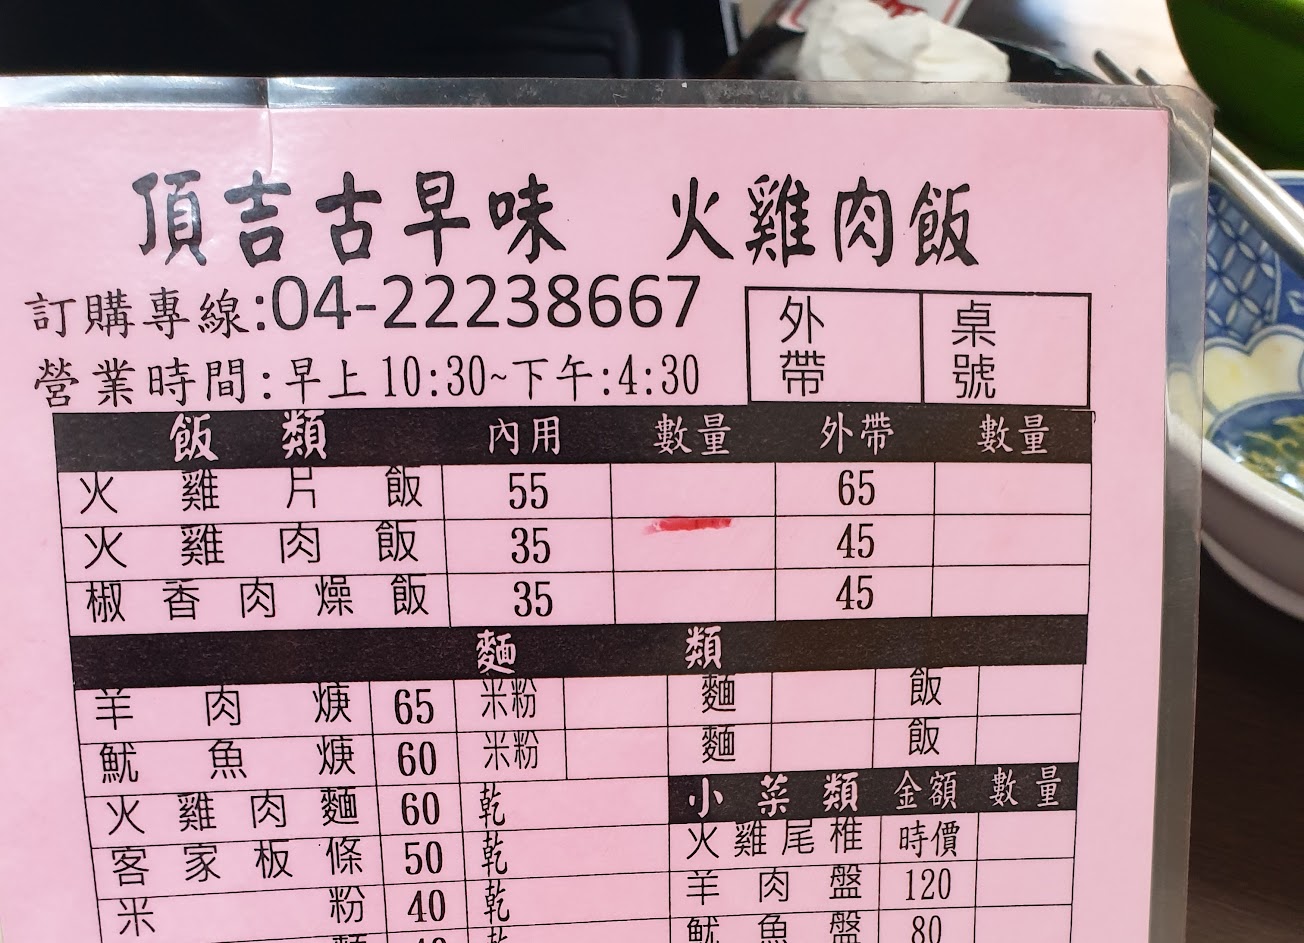 頂吉古早味 火雞肉飯
訂購專線:04-22238667
外帶 桌號
營業時間:早上10:30~下午:4:30
飯類 內用 數量 外帶 數量
火雞片飯 55 65
火雞肉飯 35 45
椒香肉燥飯 35 45
麵類
羊肉焿 65 米粉 麵 飯
魷魚焿 60 米粉 麵 飯
火雞肉麵 60 乾
小菜類 金額 數量
客家板條 50 乾
火雞尾椎 時價
米粉 40 乾
羊肉盤 120
魷魚盤 80